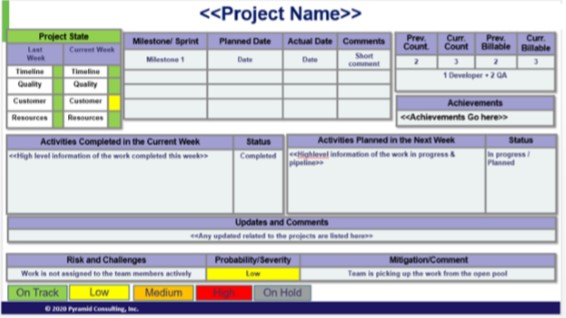 <<Project Name>>
Project State
Last Week
Current Week
Timeline
Timeline
Quality
Quality
Customer
Customer
Resources
Resources
Milestone/ Sprint
Planned Date
Actual Date
Comments
Milestone 1
Date
Date
Short comment
Prev. Count.
Curr. Count
Prev. Billable
Curr. Billable
2
3
2
3
1 Developer + 2 QA
Achievements
<<Achievements Go here>>
Activities Completed in the Current Week
Status
<<High level information of the work completed this week>>
Completed
Activities Planned in the Next Week
Status
<<Highlevel information of the work in progress &
pipeline>>
In progress /
Planned
Updates and Comments
<<Any updated related to the projects are listed here>>
Risk and Challenges
Probability/Severity
Mitigation/Comment
Work is not assigned to the team members actively
Low
Team is picking up the work from the open pool
On Track
Low
Medium
High
On Hold
© 2020 Pyramid Consulting, Inc.